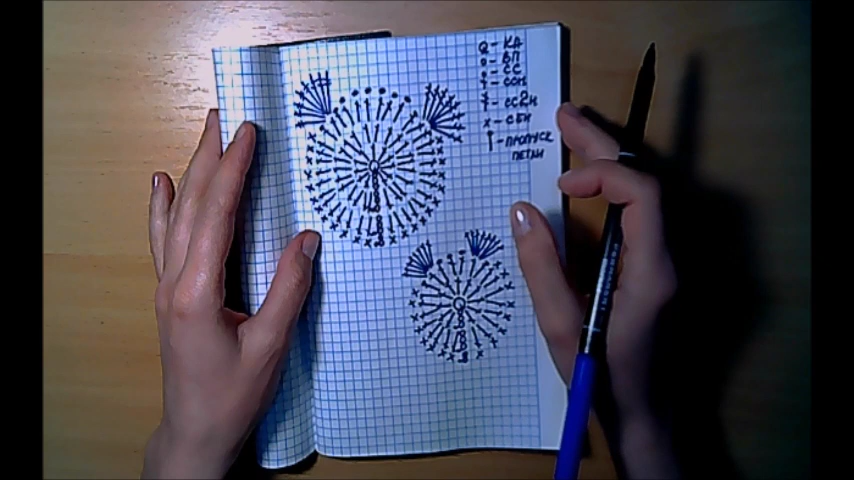 - КА
- ВП
- СС
- ССН
- СС2Н
х - СБН
- ПРОПУСК
ПЕТЛИ